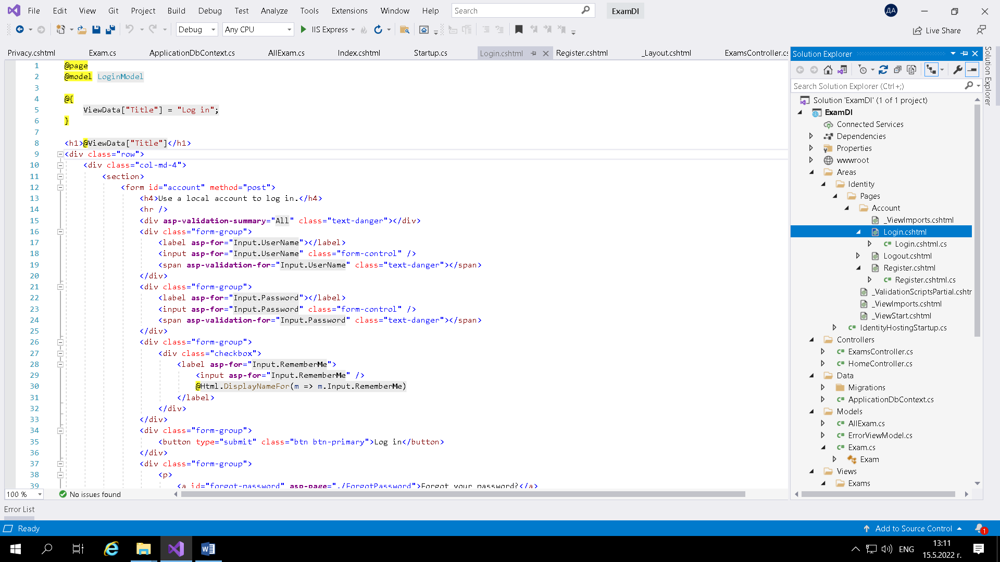 File Edit View Git Project Build Debug Test Analyze Tools Extensions Window Help Search ExamDI ДА
Debug Any CPU IIS Express Live Share
Privacy.cshtml Exam.cs ApplicationDbContext.cs AllExam.cs Index.cshtml Startup.cs Login.cshtml Register.cshtml _Layout.cshtml ExamsController.cs
1 @page
2 @model LoginModel
3
4 @{
5 ViewData["Title"] = "Log in";
6 }
7
8 <h1>@ViewData["Title"]</h1>
9 <div class="row">
10 <div class="col-md-4">
11 <section>
12 <form id="account" method="post">
13 <h4>Use a local account to log in.</h4>
14 <hr />
15 <div asp-validation-summary="All" class="text-danger"></div>
16 <div class="form-group">
17 <label asp-for="Input.UserName"></label>
18 <input asp-for="Input.UserName" class="form-control" />
19 <span asp-validation-for="Input.UserName" class="text-danger"></span>
20 </div>
21 <div class="form-group">
22 <label asp-for="Input.Password"></label>
23 <input asp-for="Input.Password" class="form-control" />
24 <span asp-validation-for="Input.Password" class="text-danger"></span>
25 </div>
26 <div class="form-group">
27 <div class="checkbox">
28 <label asp-for="Input.RememberMe">
29 <input asp-for="Input.RememberMe" />
30 @Html.DisplayNameFor(m => m.Input.RememberMe)
31 </label>
32 </div>
33 </div>
34 <div class="form-group">
35 <button type="submit" class="btn btn-primary">Log in</button>
36 </div>
37 <div class="form-group">
38 <p>
39 <a id="forgot-password" asp-page="./ForgotPassword">Forgot your password?</a>
100 % No issues found
Error List
Solution Explorer
Search Solution Explorer (Ctrl+;)
Solution 'ExamDI' (1 of 1 project)
ExamDI
Connected Services
Dependencies
Properties
wwwroot
Areas
Identity
Pages
Account
_ViewImports.cshtml
Login.cshtml
C# Login.cshtml.cs
Logout.cshtml
Register.cshtml
C# Register.cshtml.cs
_ValidationScriptsPartial.cshtm
_ViewImports.cshtml
_ViewStart.cshtml
C# IdentityHostingStartup.cs
Controllers
C# ExamsController.cs
C# HomeController.cs
Data
Migrations
C# ApplicationDbContext.cs
Models
C# AllExam.cs
C# ErrorViewModel.cs
C# Exam.cs
Exam
Views
Exams
Solution Explorer
Ready Add to Source Control 1
ENG 13:11
15.5.2022 г.